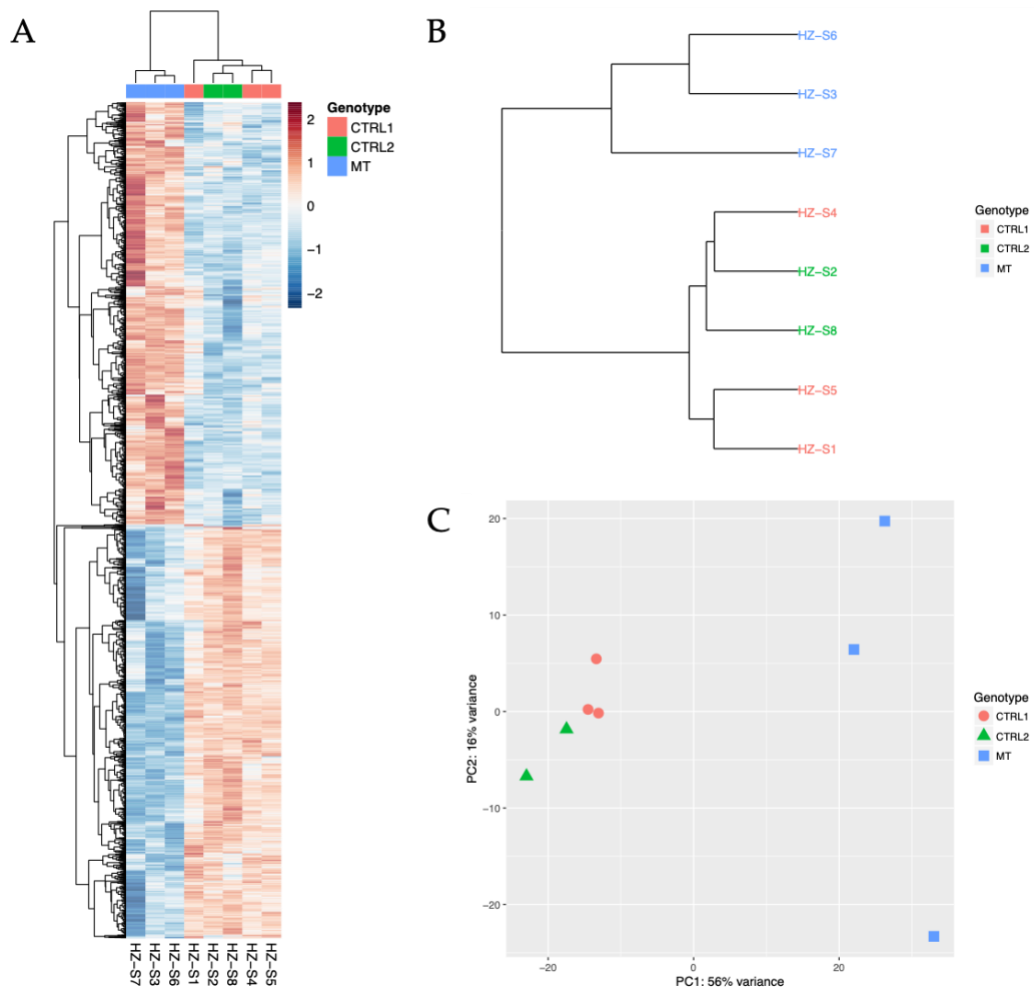 A
Genotype
CTRL1
CTRL2
MT
2
1
0
−1
−2
HZ-S7
HZ-S3
HZ-S6
HZ-S1
HZ-S2
HZ-S8
HZ-S4
HZ-S5
B
HZ-S6
HZ-S3
HZ-S7
HZ-S4
HZ-S2
HZ-S8
HZ-S5
HZ-S1
Genotype
CTRL1
CTRL2
MT
C
20
10
0
−10
−20
PC2: 16% variance
−20
0
20
PC1: 56% variance
Genotype
CTRL1
CTRL2
MT